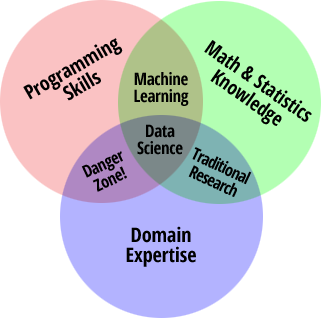 Programming
Skills
Math & Statistics
Knowledge
Machine
Learning
Data
Science
Danger
Zone!
Traditional
Research
Domain
Expertise